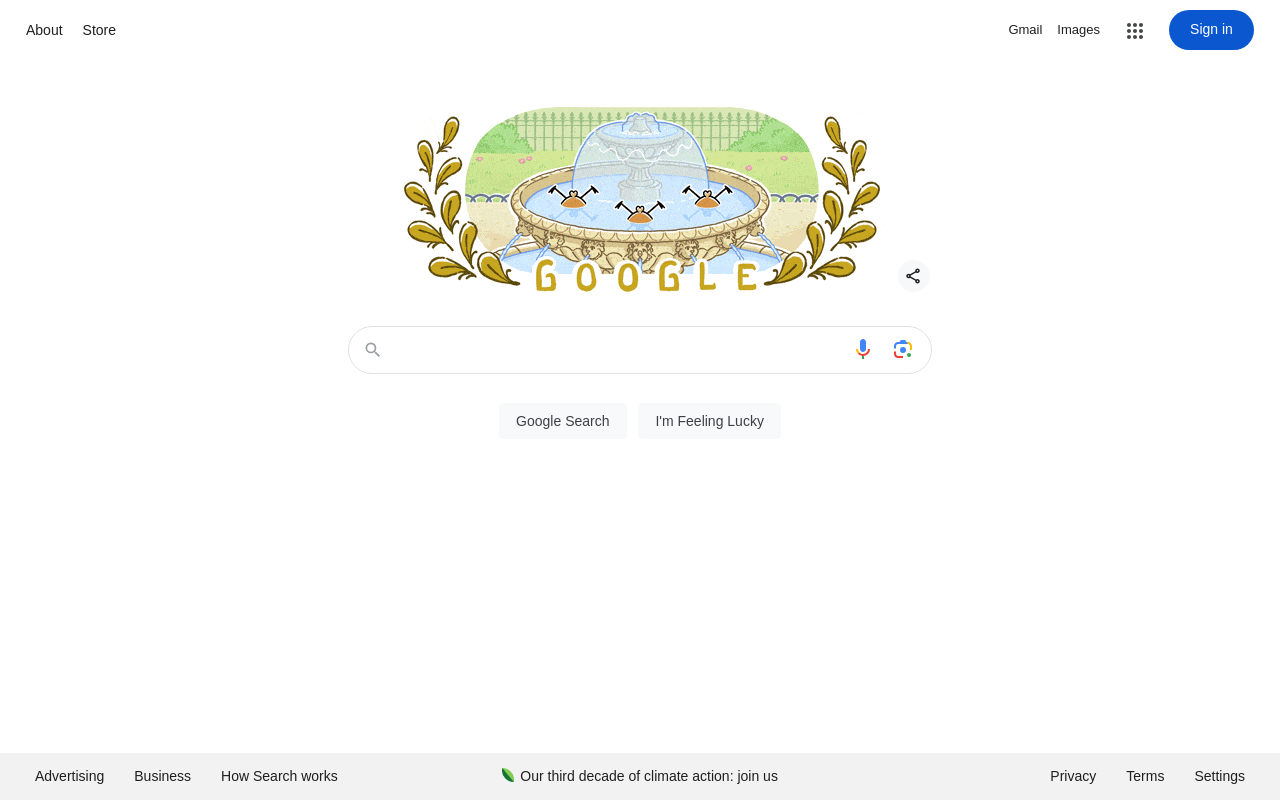 About Store Gmail Images Sign in
GOOGLE
Google Search I'm Feeling Lucky
Advertising Business How Search works Our third decade of climate action: join us Privacy Terms Settings